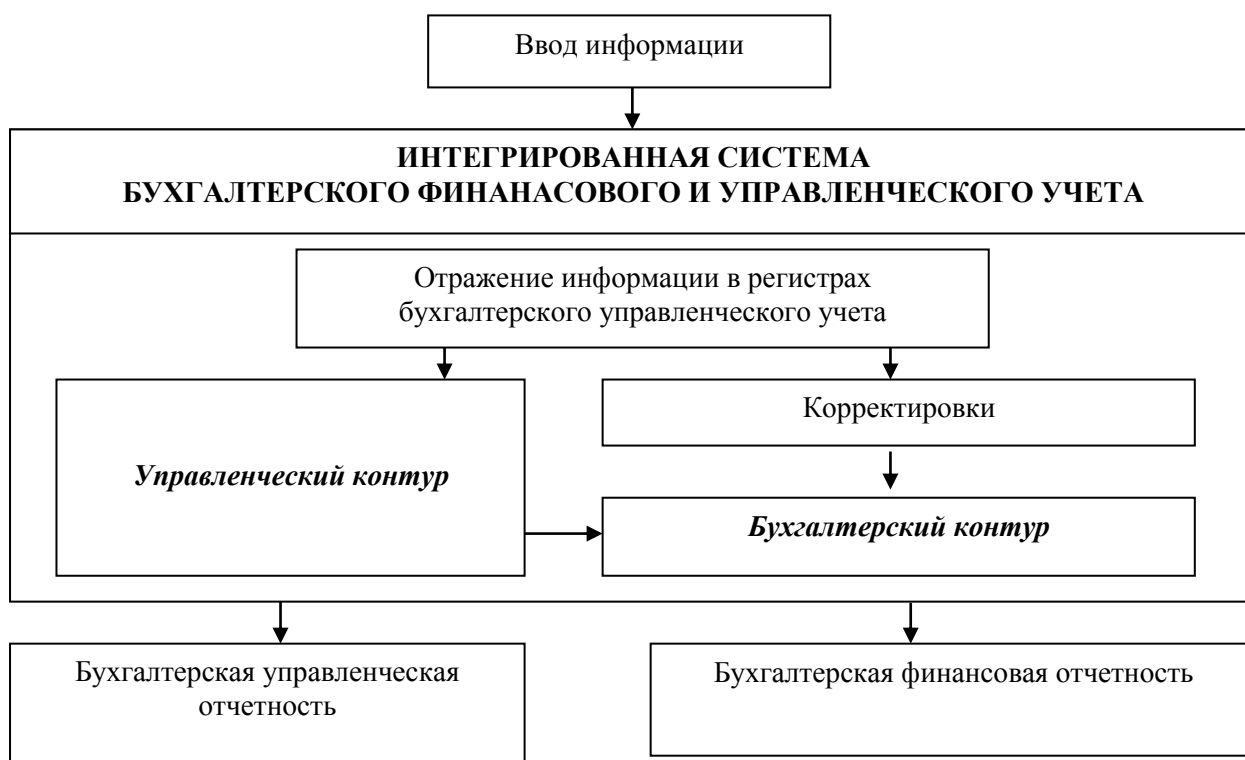 Ввод информации
ИНТЕГРИРОВАННАЯ СИСТЕМА
БУХГАЛТЕРСКОГО ФИНАНАСОВОГО И УПРАВЛЕНЧЕСКОГО УЧЕТА
Отражение информации в регистрах
бухгалтерского управленческого учета
Корректировки
Управленческий контур
Бухгалтерский контур
Бухгалтерская управленческая
отчетность
Бухгалтерская финансовая отчетность